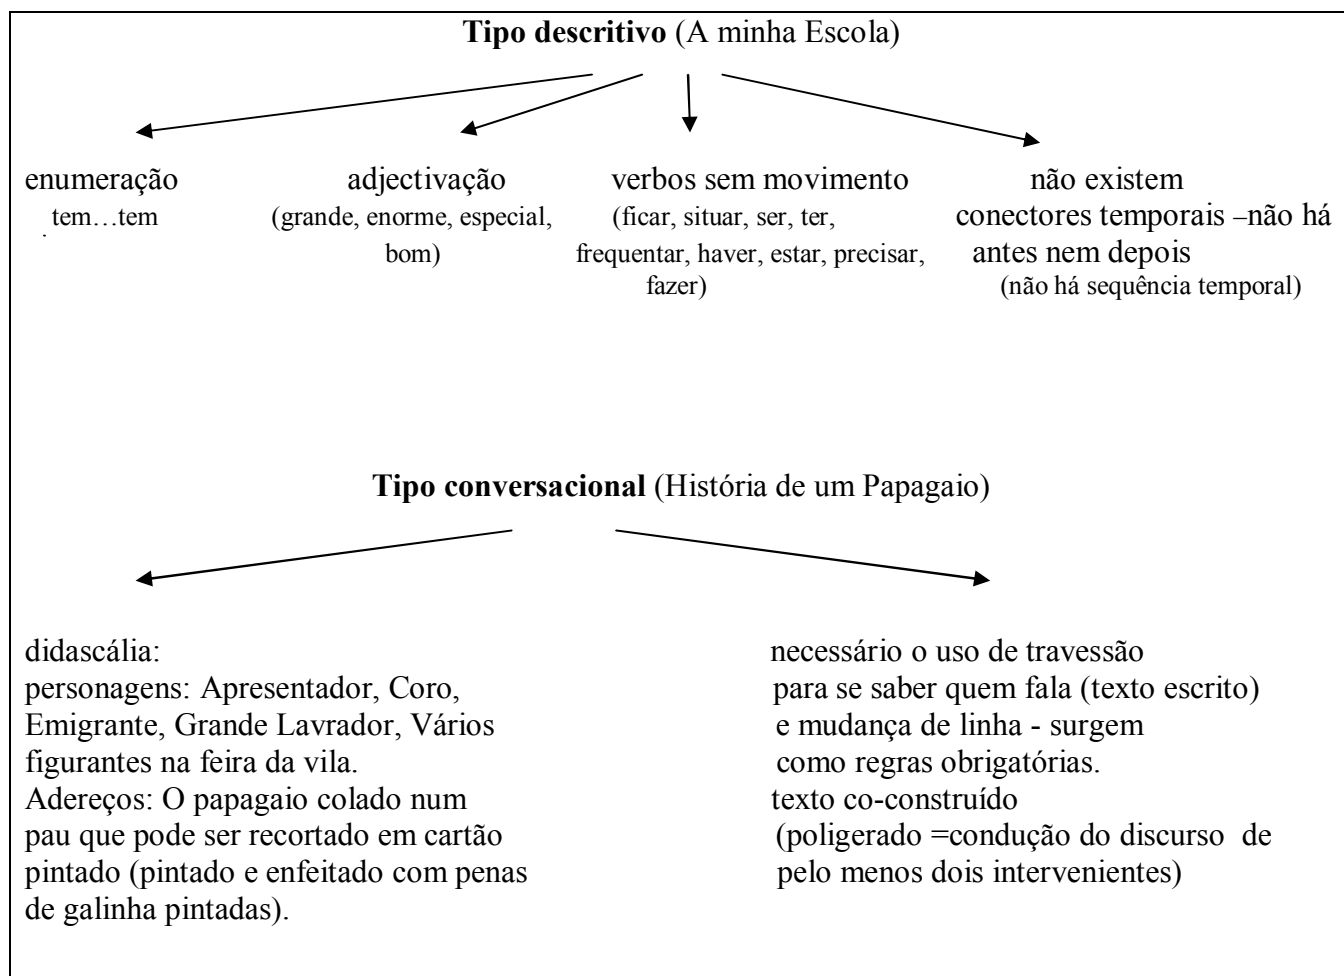 Tipo descritivo (A minha Escola)
enumeração
tem…tem
.
adjectivação
(grande, enorme, especial,
bom)
verbos sem movimento
(ficar, situar, ser, ter,
frequentar, haver, estar, precisar,
fazer)
não existem
conectores temporais –não há
antes nem depois
(não há sequência temporal)
Tipo conversacional (História de um Papagaio)
didascália:
personagens: Apresentador, Coro,
Emigrante, Grande Lavrador, Vários
figurantes na feira da vila.
Adereços: O papagaio colado num
pau que pode ser recortado em cartão
pintado (pintado e enfeitado com penas
de galinha pintadas).
necessário o uso de travessão
para se saber quem fala (texto escrito)
e mudança de linha - surgem
como regras obrigatórias.
texto co-construído
(poligerado =condução do discurso de
pelo menos dois intervenientes)